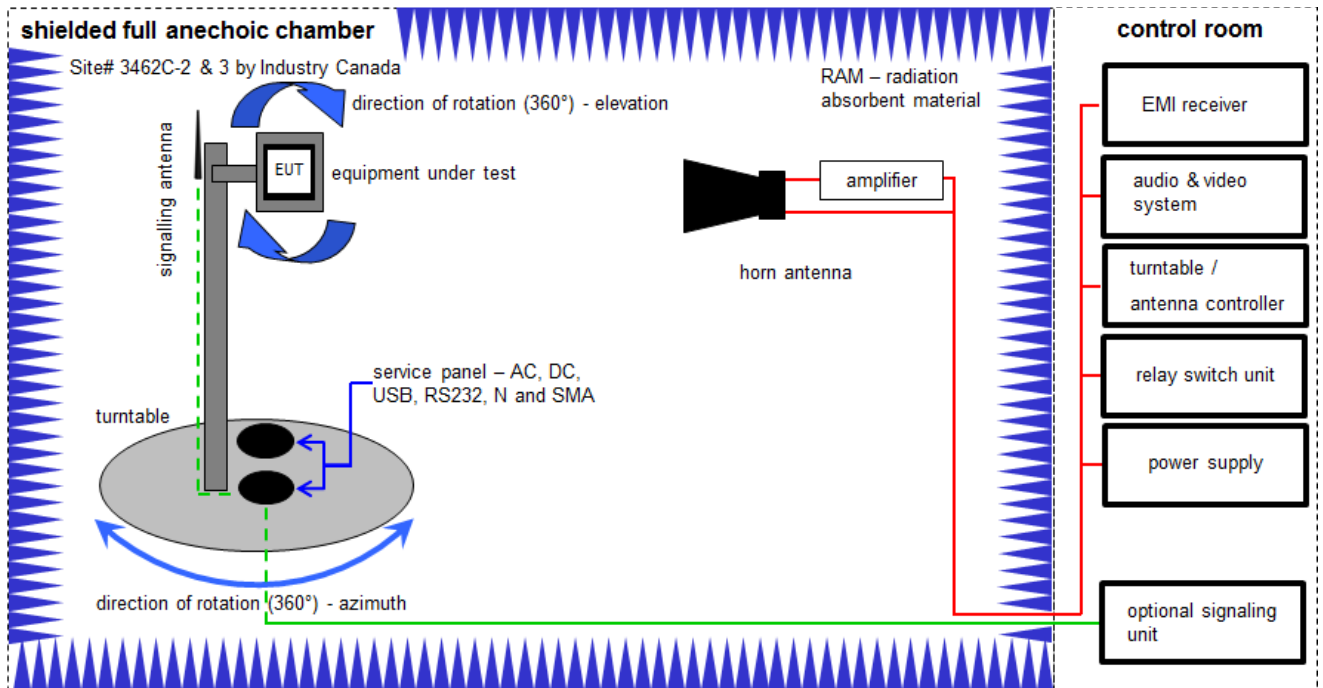 shielded full anechoic chamber
Site# 3462C-2 & 3 by Industry Canada
direction of rotation (360°) - elevation
signalling antenna
EUT
equipment under test
RAM – radiation
absorbent material
amplifier
horn antenna
service panel – AC, DC,
USB, RS232, N and SMA
turntable
direction of rotation (360°) - azimuth
control room
EMI receiver
audio & video
system
turntable /
antenna controller
relay switch unit
power supply
optional signaling
unit